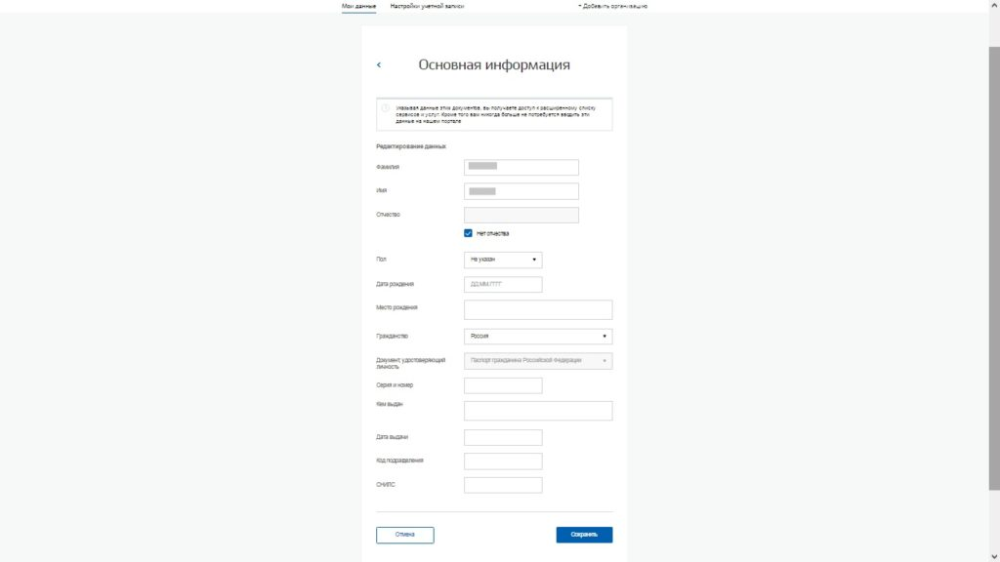 Мои данные Настройки учетной записи + Добавить организацию
Основная информация
Указывая данные этих документов, вы получаете доступ к расширенному списку
сервисов и услуг. Кроме того вам никогда больше не потребуется вводить эти
данные на нашем портале
Редактирование данных
Фамилия
Имя
Отчество
Нет отчества
Пол Не указан
Дата рождения ДД.ММ.ГГГГ
Место рождения
Гражданство Россия
Документ, удостоверяющий
личность
Паспорт гражданина Российской Федерации
Серия и номер
Кем выдан
Дата выдачи
Код подразделения
СНИЛС
Отмена Сохранить